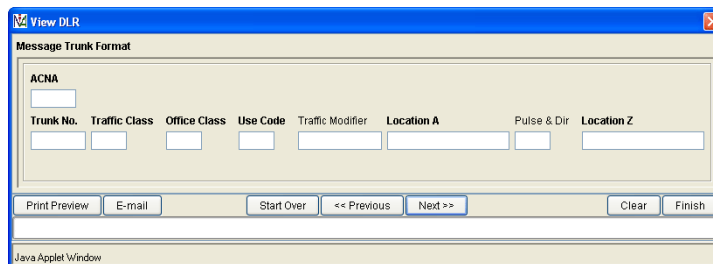 View DLR
Message Trunk Format
ACNA
Trunk No. Traffic Class Office Class Use Code Traffic Modifier Location A Pulse & Dir Location Z
Print Preview E-mail Start Over << Previous Next >> Clear Finish
Java Applet Window